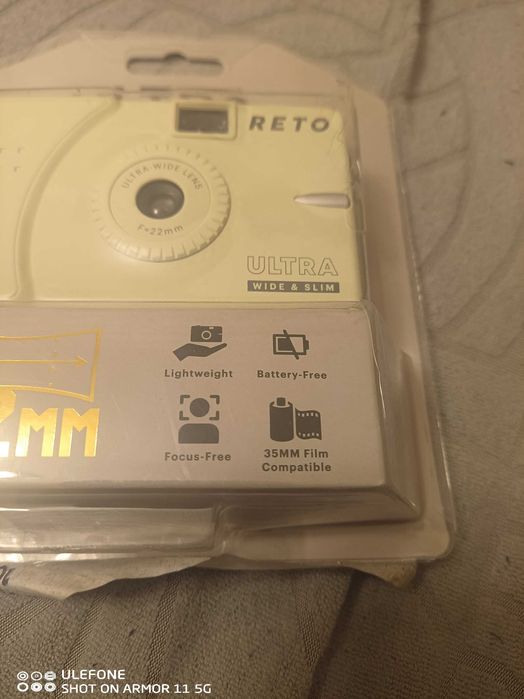 RETO
ULTRA-WIDE LENS
F=22mm
ULTRA
WIDE & SLIM
Lightweight
Battery-Free
2MM
Focus-Free
35MM Film
Compatible
ULEFONE
SHOT ON ARMOR 11 5G